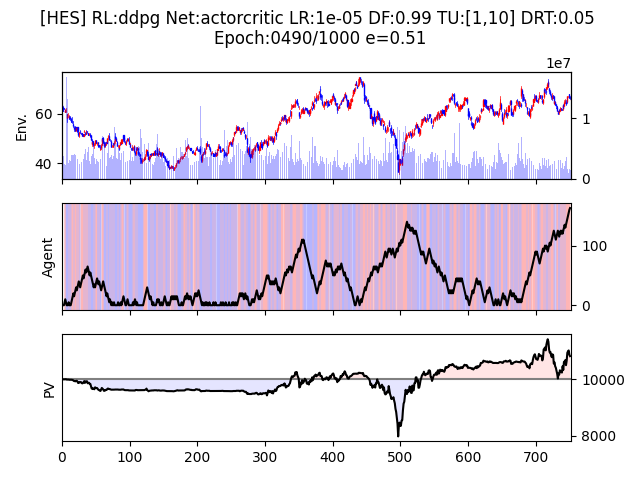 [HES] RL:ddpg Net:actorcritic LR:1e-05 DF:0.99 TU:[1,10] DRT:0.05
Epoch:0490/1000 e=0.51
1e7
Env.
60
40
1
0
Agent
100
0
PV
10000
8000
0 100 200 300 400 500 600 700